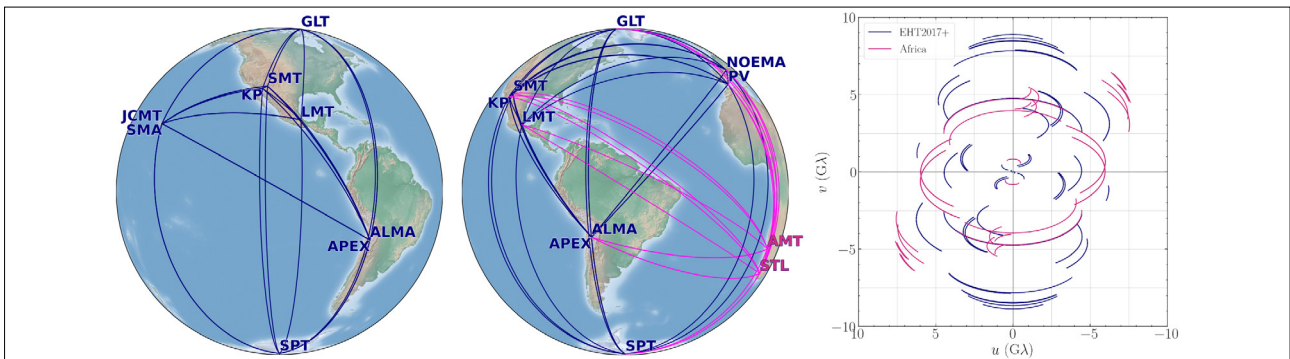 GLT
SMT
KP
LMT
JCMT
SMA
ALMA
APEX
SPT
GLT
NOEMA
PV
SMT
KP
LMT
ALMA
APEX
AMT
STL
SPT
EHT2017+
Africa
10
5
0
−5
−10
v (Gλ)
10 5 0 −5 −10
u (Gλ)